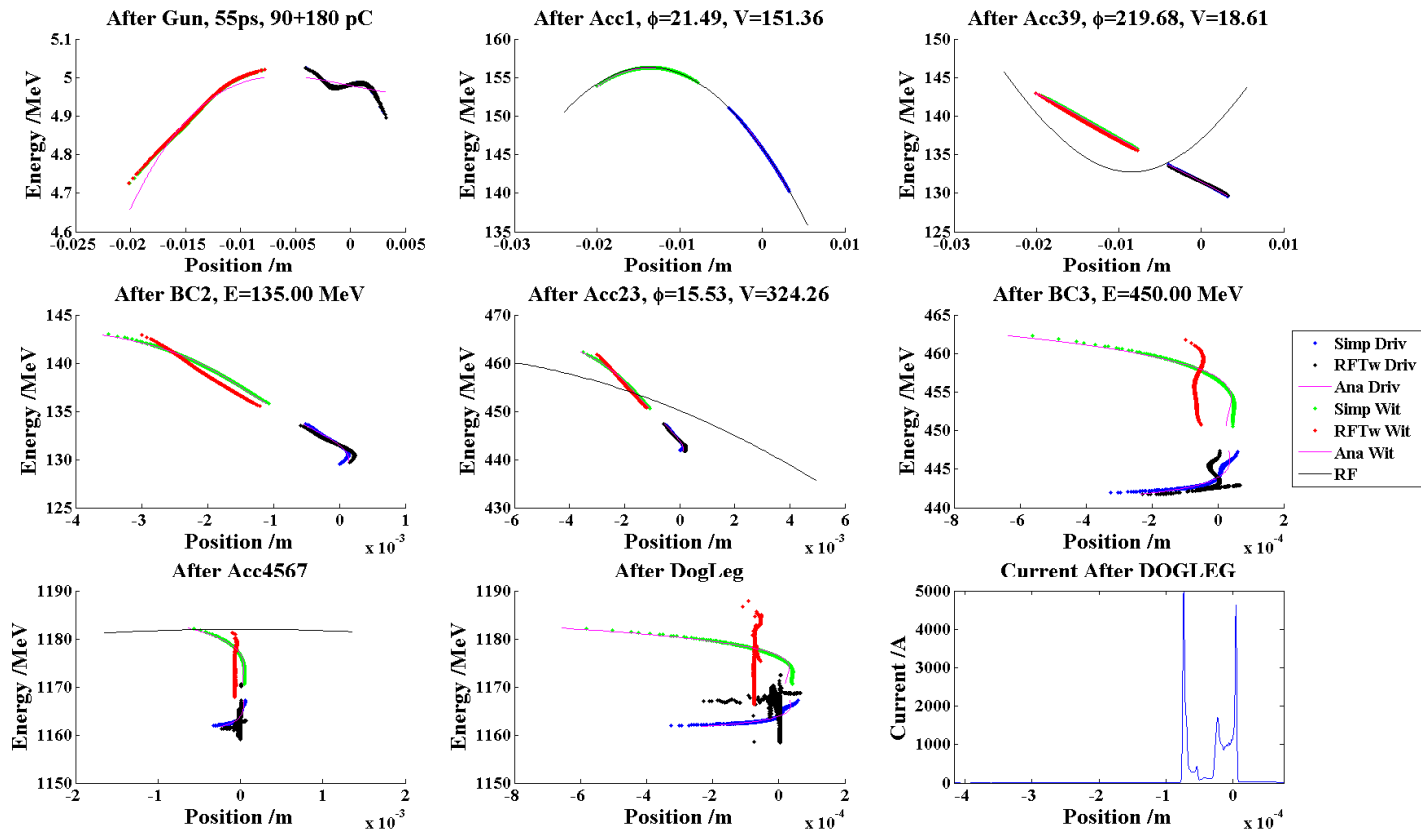 After Gun, 55ps, 90+180 pC
5.1
5
4.9
4.8
4.7
4.6
-0.025 -0.02 -0.015 -0.01 -0.005 0 0.005
Energy /MeV
Position /m
After Acc1, ϕ=21.49, V=151.36
160
155
150
145
140
135
-0.03 -0.02 -0.01 0 0.01
Energy /MeV
Position /m
After Acc39, ϕ=219.68, V=18.61
150
145
140
135
130
125
-0.03 -0.02 -0.01 0 0.01
Energy /MeV
Position /m
After BC2, E=135.00 MeV
145
140
135
130
125
-4 -3 -2 -1 0 1
Energy /MeV
Position /m
x 10-3
After Acc23, ϕ=15.53, V=324.26
470
460
450
440
430
-6 -4 -2 0 2 4 6
Energy /MeV
Position /m
x 10-3
After BC3, E=450.00 MeV
465
460
455
450
445
440
-8 -6 -4 -2 0 2
Energy /MeV
Position /m
x 10-4
Simp Driv
RFTw Driv
Ana Driv
Simp Wit
RFTw Wit
Ana Wit
RF
After Acc4567
1190
1180
1170
1160
1150
-2 -1 0 1 2
Energy /MeV
Position /m
x 10-3
After DogLeg
1190
1180
1170
1160
1150
-8 -6 -4 -2 0 2
Energy /MeV
Position /m
x 10-4
Current After DOGLEG
5000
4000
3000
2000
1000
0
-4 -3 -2 -1 0
Current /A
Position /m
x 10-4